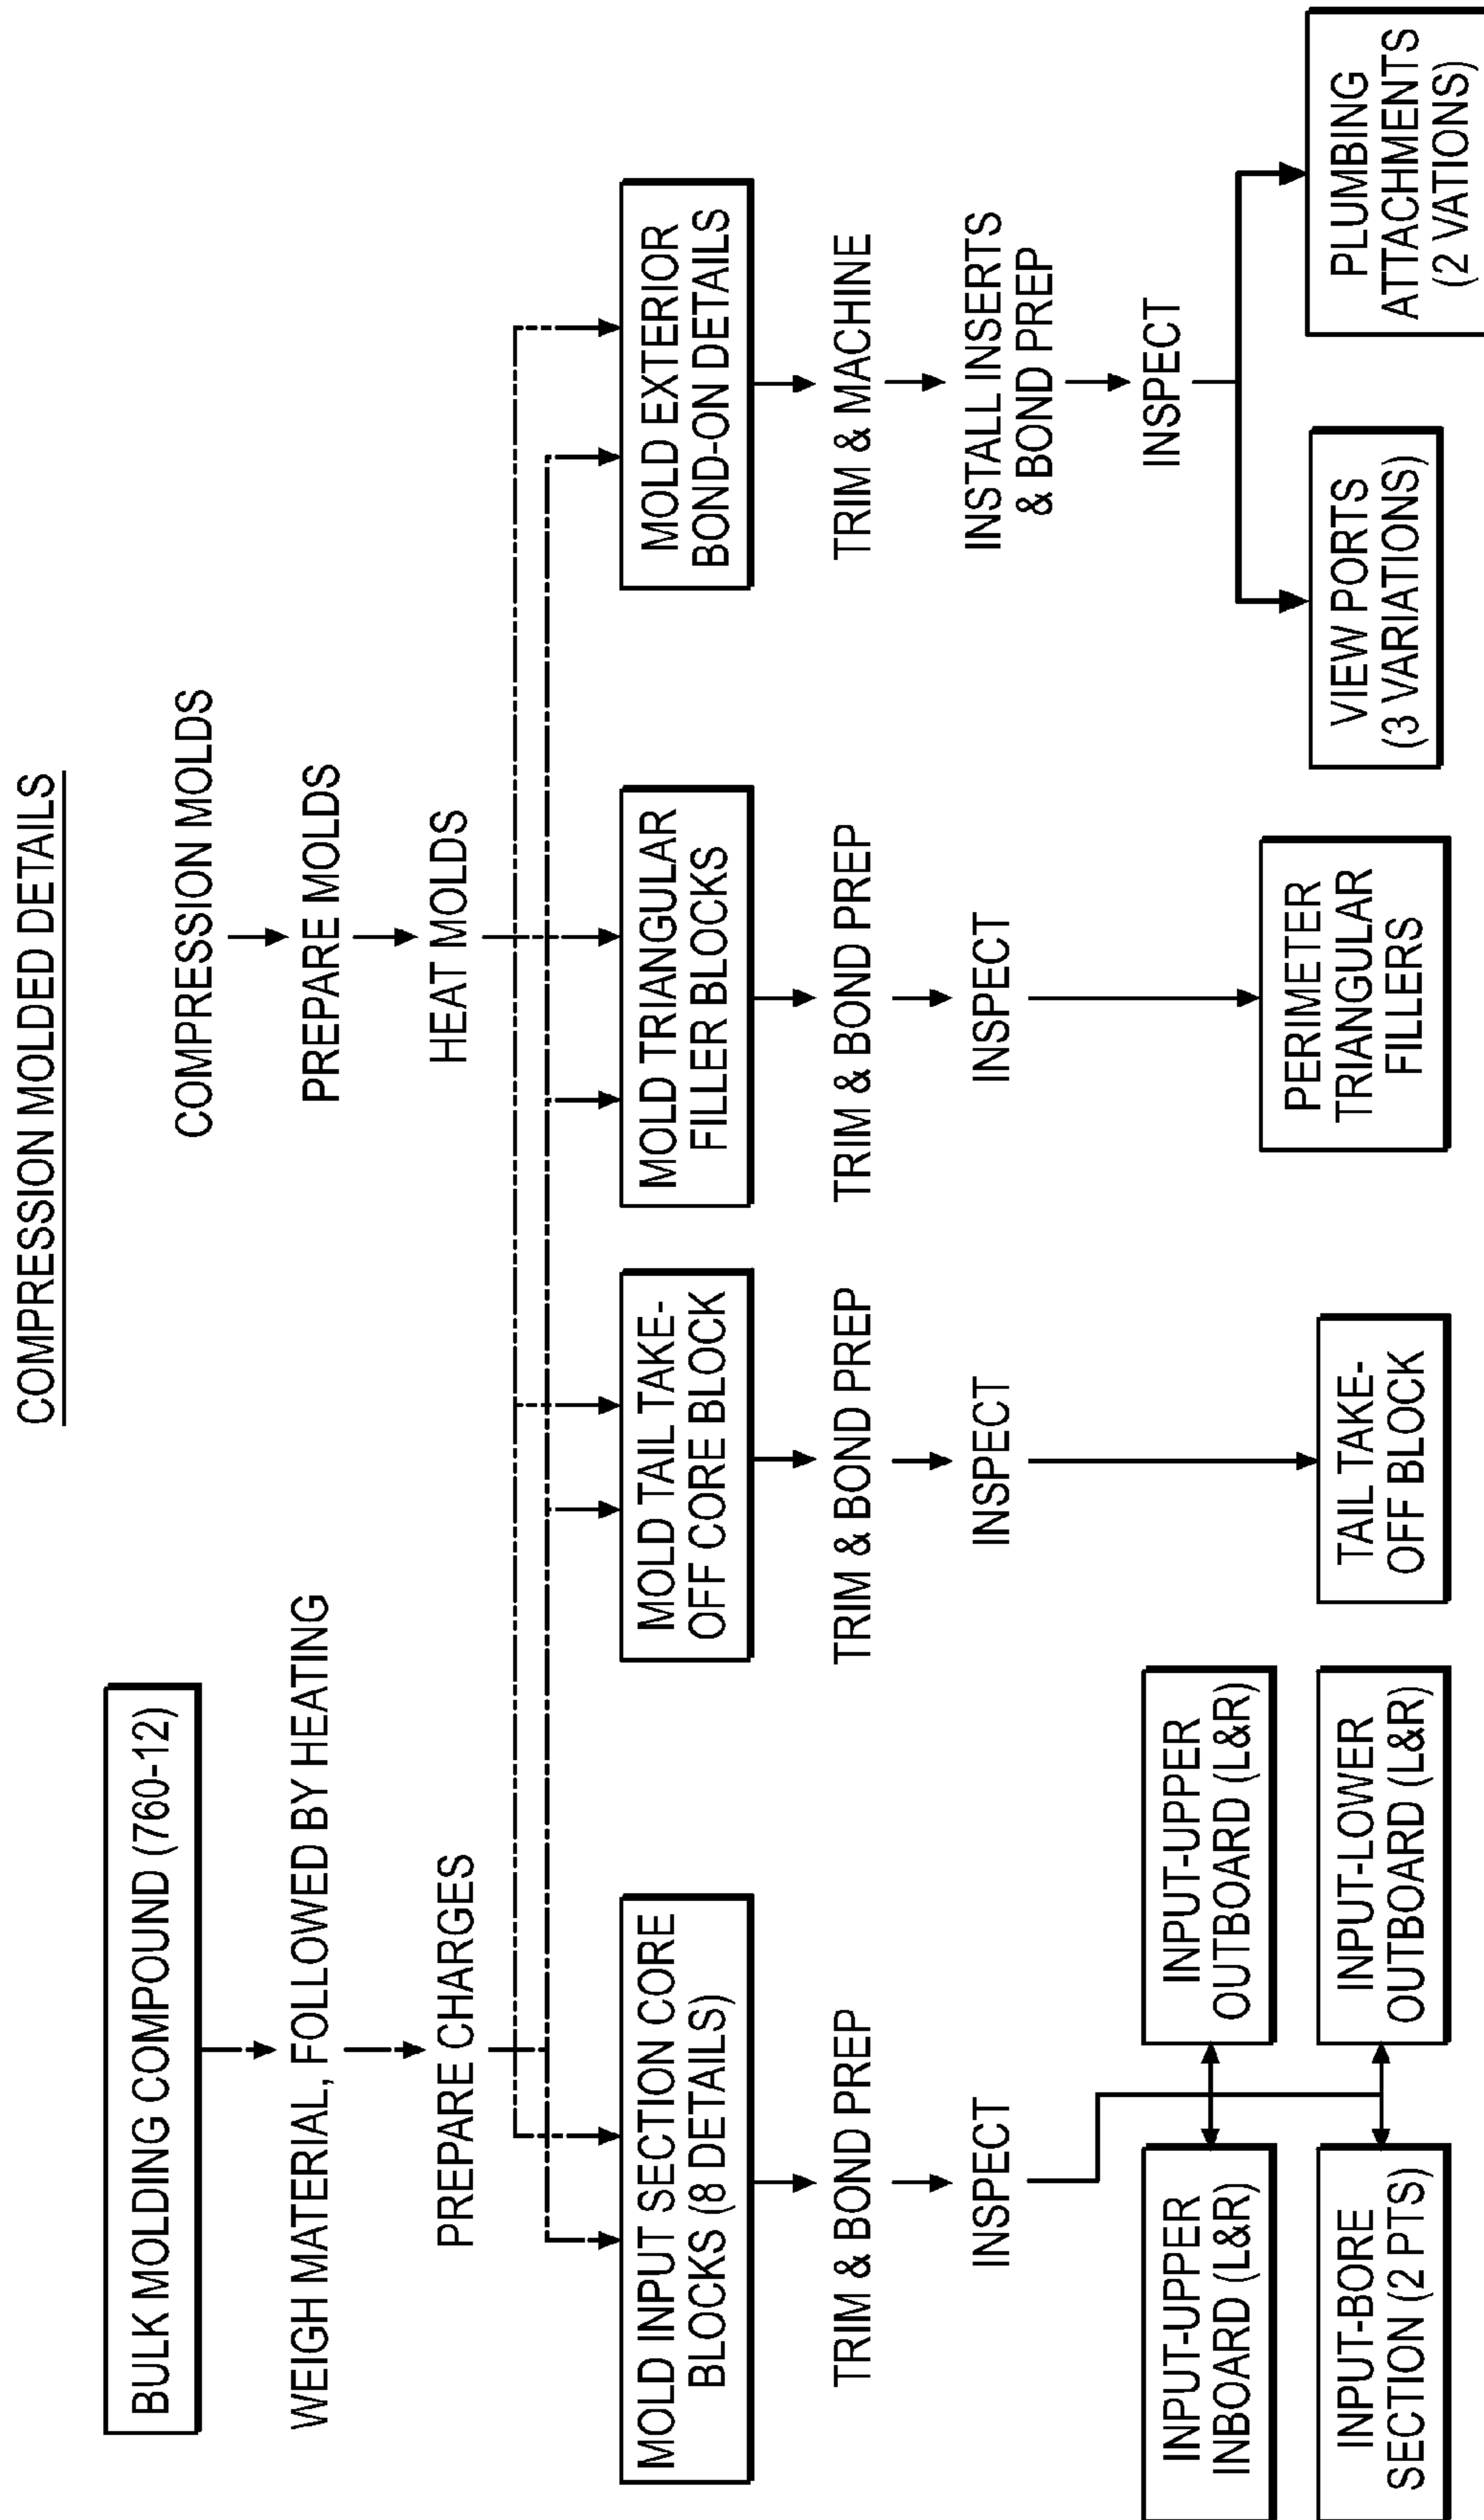 COMPRESSION MOLDED DETAILS
BULK MOLDING COMPOUND (760-12)
WEIGH MATERIAL, FOLLOWED BY HEATING
PREPARE CHARGES
COMPRESSION MOLDS
PREPARE MOLDS
HEAT MOLDS
MOLD INPUT SECTION CORE
BLOCKS (8 DETAILS)
TRIM & BOND PREP
INSPECT
INPUT-UPPER
INBOARD (L&R)
INPUT-UPPER
OUTBOARD (L&R)
INPUT-BORE
SECTION (2 PTS)
INPUT-LOWER
OUTBOARD (L&R)
MOLD TAIL TAKE-
OFF CORE BLOCK
TRIM & BOND PREP
INSPECT
TAIL TAKE-
OFF BLOCK
MOLD TRIANGULAR
FILLER BLOCKS
TRIM & BOND PREP
INSPECT
PERIMETER
TRIANGULAR
FILLERS
MOLD EXTERIOR
BOND-ON DETAILS
TRIM & MACHINE
INSTALL INSERTS
& BOND PREP
INSPECT
VIEW PORTS
(3 VARIATIONS)
PLUMBING
ATTACHMENTS
(2 VATIONS)